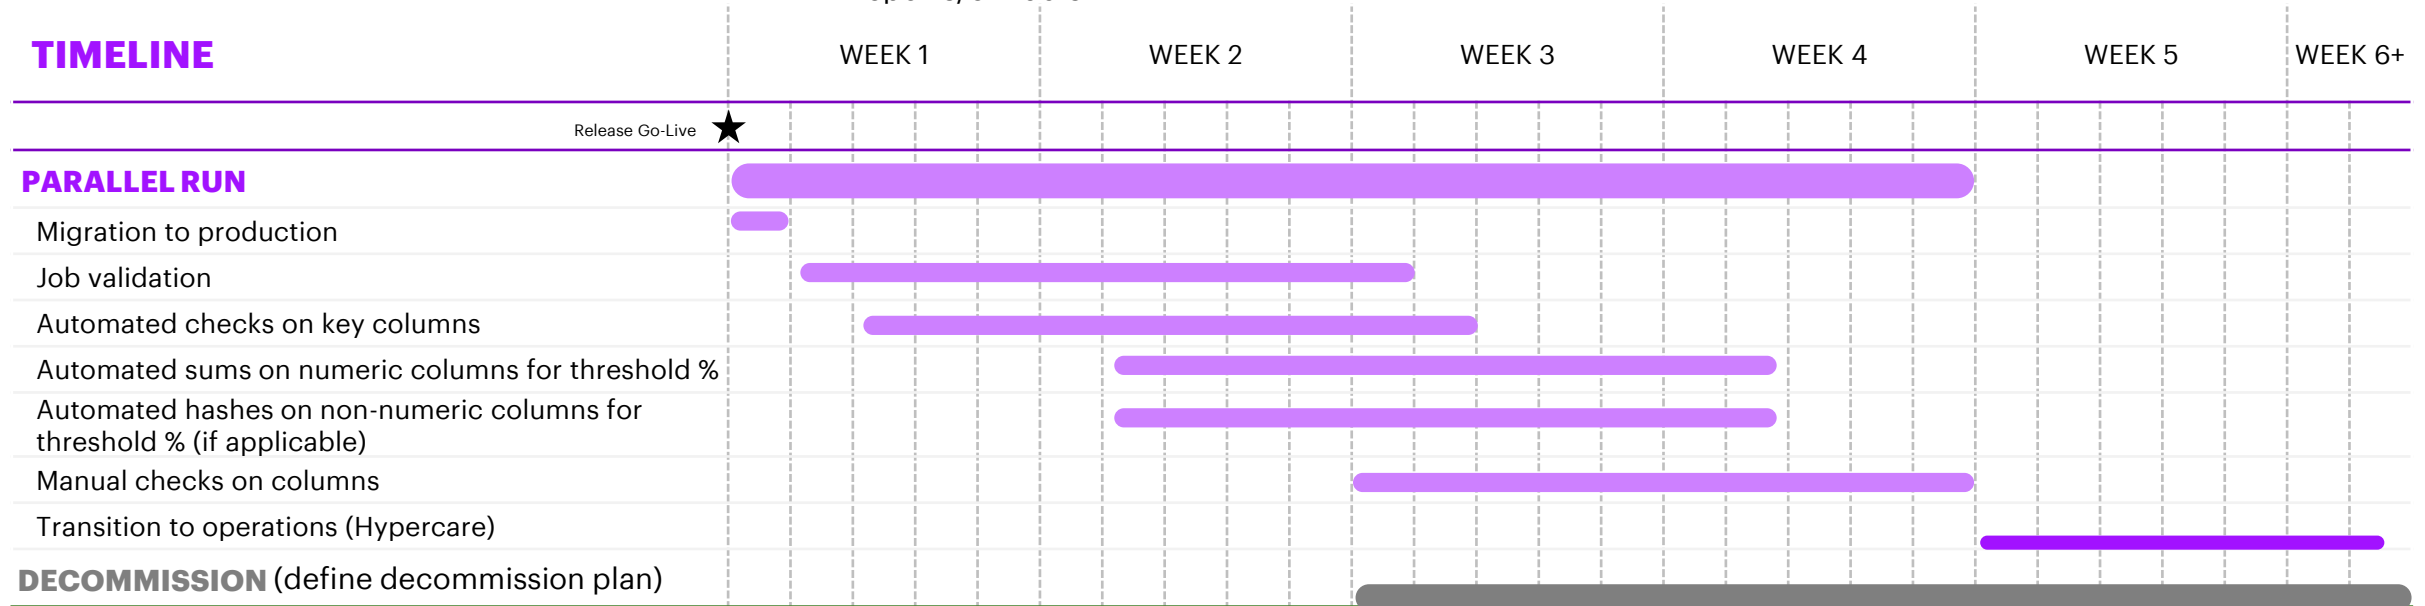 TIMELINE
WEEK 1
WEEK 2
WEEK 3
WEEK 4
WEEK 5
WEEK 6+
Release Go-Live
PARALLEL RUN
Migration to production
Job validation
Automated checks on key columns
Automated sums on numeric columns for threshold %
Automated hashes on non-numeric columns for
threshold % (if applicable)
Manual checks on columns
Transition to operations (Hypercare)
DECOMMISSION (define decommission plan)